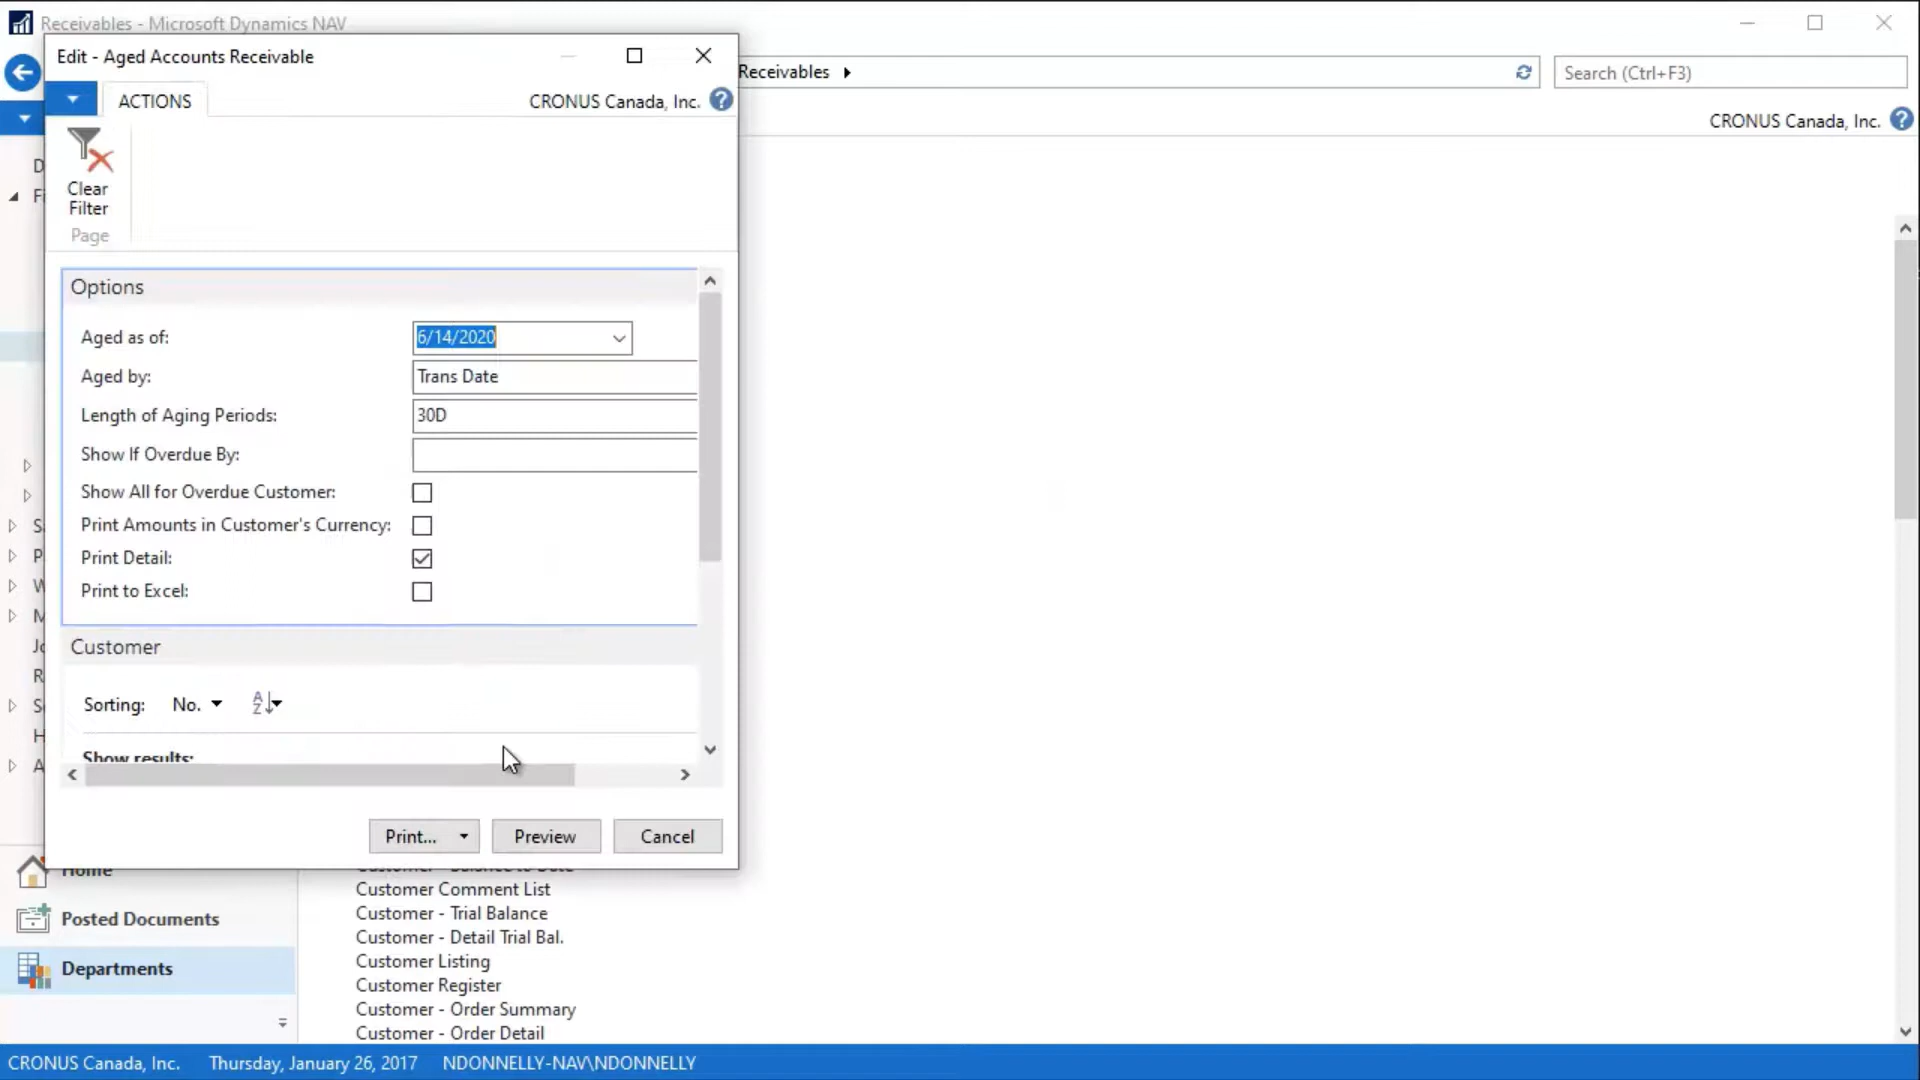 Receivables - Microsoft Dynamics NAV
Edit - Aged Accounts Receivable
Receivables
Search (Ctrl+F3)
ACTIONS
CRONUS Canada, Inc.
CRONUS Canada, Inc.
Clear
Filter
Page
Options
Aged as of: 6/14/2020
Aged by: Trans Date
Length of Aging Periods: 30D
Show If Overdue By:
Show All for Overdue Customer:
Print Amounts in Customer's Currency:
Print Detail:
Print to Excel:
Customer
Sorting: No.
Show results:
Print... Preview Cancel
Home
Customer - Balance to Date
Customer Comment List
Posted Documents
Customer - Trial Balance
Customer - Detail Trial Bal.
Departments
Customer Listing
Customer Register
Customer - Order Summary
Customer - Order Detail
CRONUS Canada, Inc. Thursday, January 26, 2017 NDONNELLY-NAV\NDONNELLY